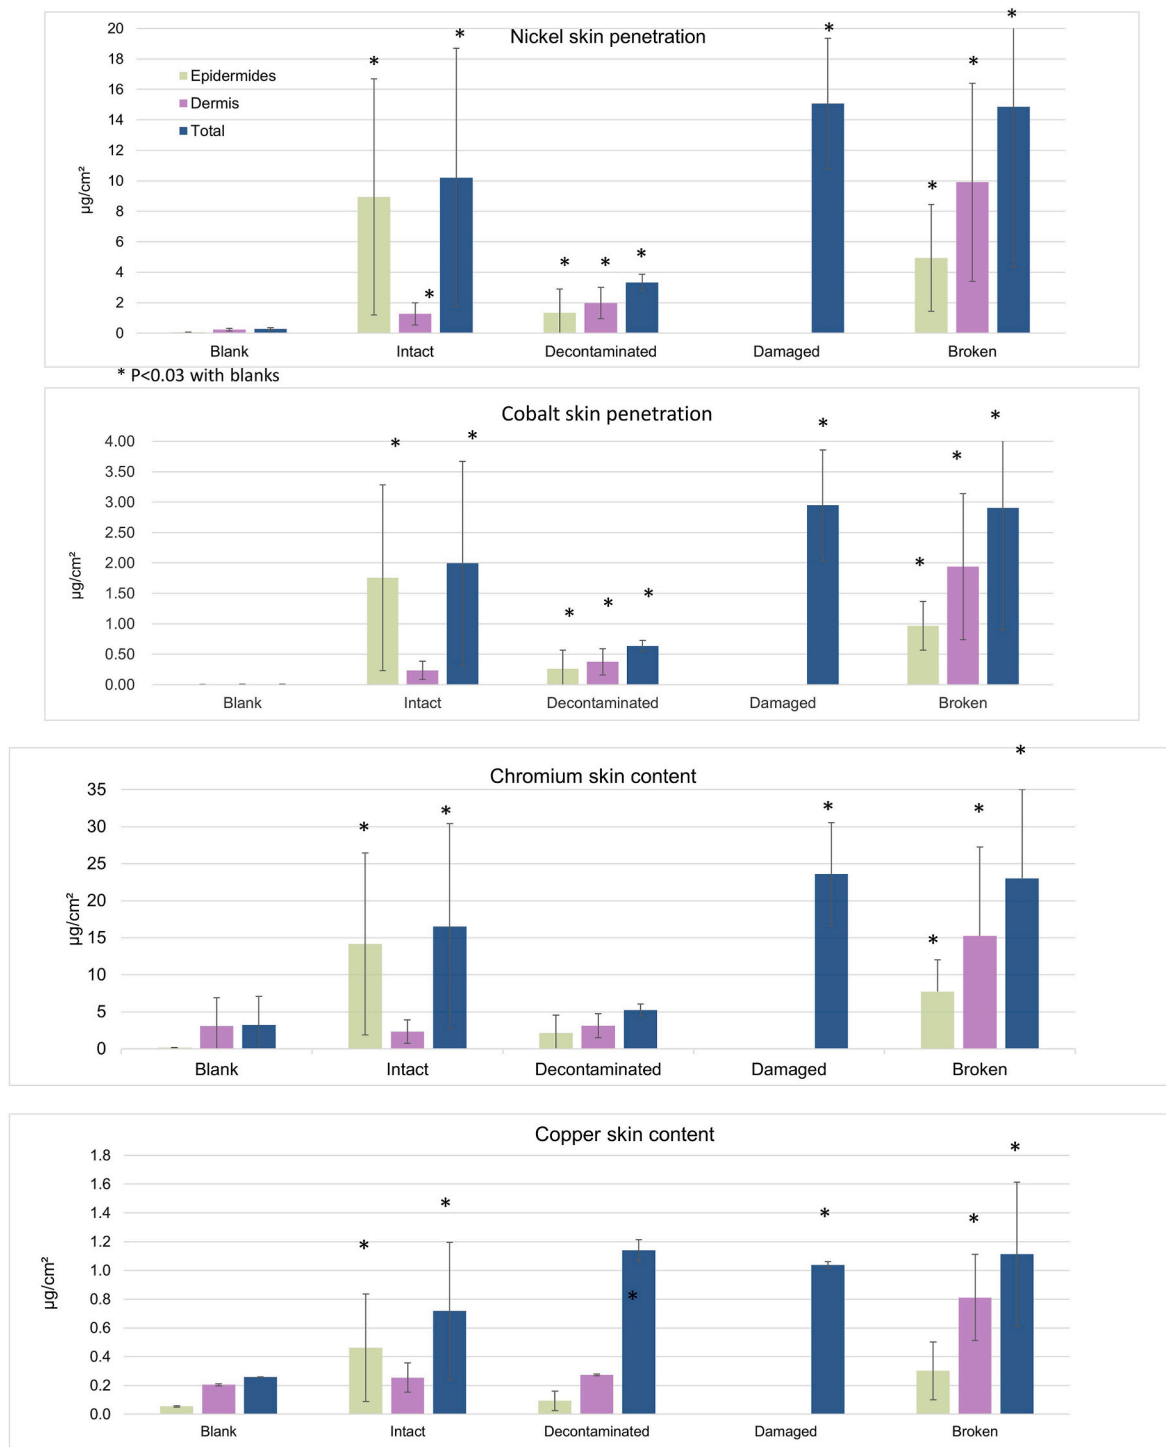 Nickel skin penetration
Epidermides
Dermis
Total
µg/cm²
20
18
16
14
12
10
8
6
4
2
0
* * * * * * * * * * *
Blank Intact Decontaminated Damaged Broken
* P<0.03 with blanks
Cobalt skin penetration
µg/cm²
4.00
3.50
3.00
2.50
2.00
1.50
1.00
0.50
0.00
* * * * * * * * *
Blank Intact Decontaminated Damaged Broken
Chromium skin content
µg/cm²
35
30
25
20
15
10
5
0
* * * * * *
Blank Intact Decontaminated Damaged Broken
Copper skin content
µg/cm²
1.8
1.6
1.4
1.2
1.0
0.8
0.6
0.4
0.2
0.0
* * * * * *
Blank Intact Decontaminated Damaged Broken